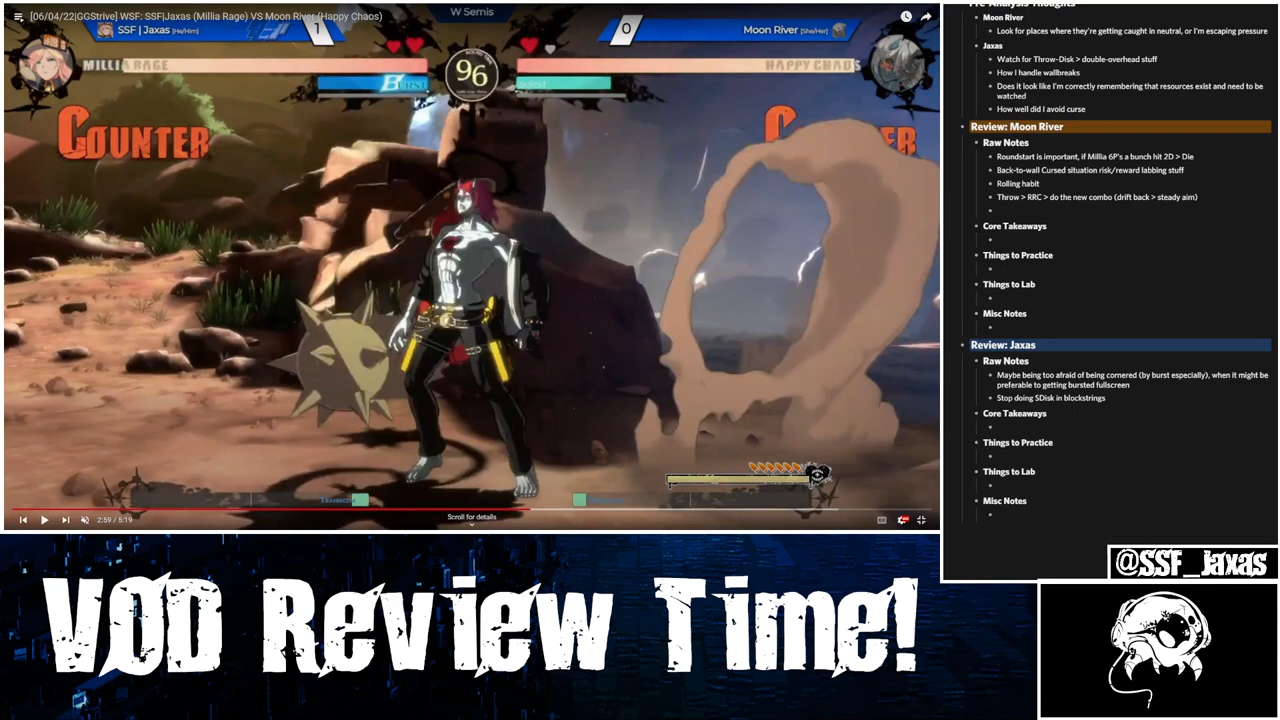 [06/04/22|GGStrive] WSF: SSF|Jaxas (Millia Rage) VS Moon River (Happy Chaos)
W Semis
SSF | Jaxas [He/Him]
1
0
Moon River [She/Her]
MILLIA RAGE
96
HAPPY CHAOS
BURST
BURST
COUNTER
COUNTER
TENSION
2:59 / 5:19
Scroll for details
Pre-Analysis Thoughts
Moon River
Look for places where they're getting caught in neutral, or I'm escaping pressure
Jaxas
Watch for Throw-Disk > double-overhead stuff
How I handle wallbreaks
Does it look like I'm correctly remembering that resources exist and need to be
watched
How well did I avoid curse
Review: Moon River
Raw Notes
Roundstart is important, if Millia 6P's a bunch hit 2D > Die
Back-to-wall Cursed situation risk/reward labbing stuff
Rolling habit
Throw > RRC > do the new combo (drift back > steady aim)
Core Takeaways
Things to Practice
Things to Lab
Misc Notes
Review: Jaxas
Raw Notes
Maybe being too afraid of being cornered (by burst especially), when it might be
preferable to getting bursted fullscreen
Stop doing SDisk in blockstrings
Core Takeaways
Things to Practice
Things to Lab
Misc Notes
@SSF_Jaxas
VOD Review Time!